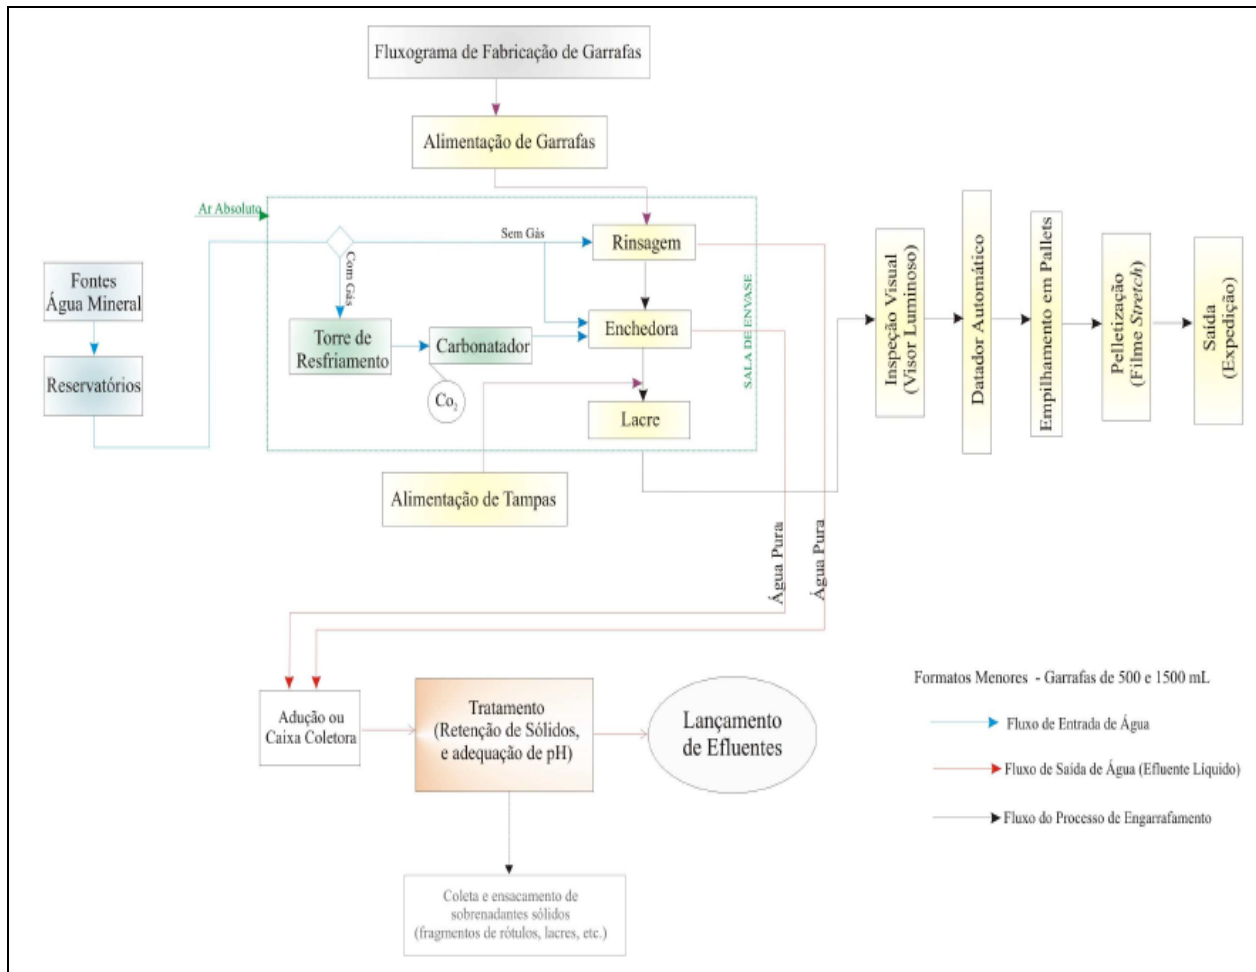 Fluxograma de Fabricação de Garrafas
Alimentação de Garrafas
Ar Absoluto
Sem Gás
Com Gás
Rinsagem
Fontes
Água Mineral
Reservatórios
Torre de
Resfriamento
Carbonatador
Co2
Enchedora
Lacre
SALA DE ENVASE
Alimentação de Tampas
Inspeção Visual
(Visor Luminoso)
Datador Automático
Empilhamento em Pallets
Pelletização
(Filme Stretch)
Saída
(Expedição)
Água Pura
Água Pura
Adução ou
Caixa Coletora
Tratamento
(Retenção de Sólidos,
e adequação de pH)
Lançamento
de Efluentes
Coleta e ensacamento de
sobrenadantes sólidos
(fragmentos de rótulos, lacres, etc.)
Formatos Menores - Garrafas de 500 e 1500 mL
Fluxo de Entrada de Água
Fluxo de Saída de Água (Efluente Líquido)
Fluxo do Processo de Engarrafamento